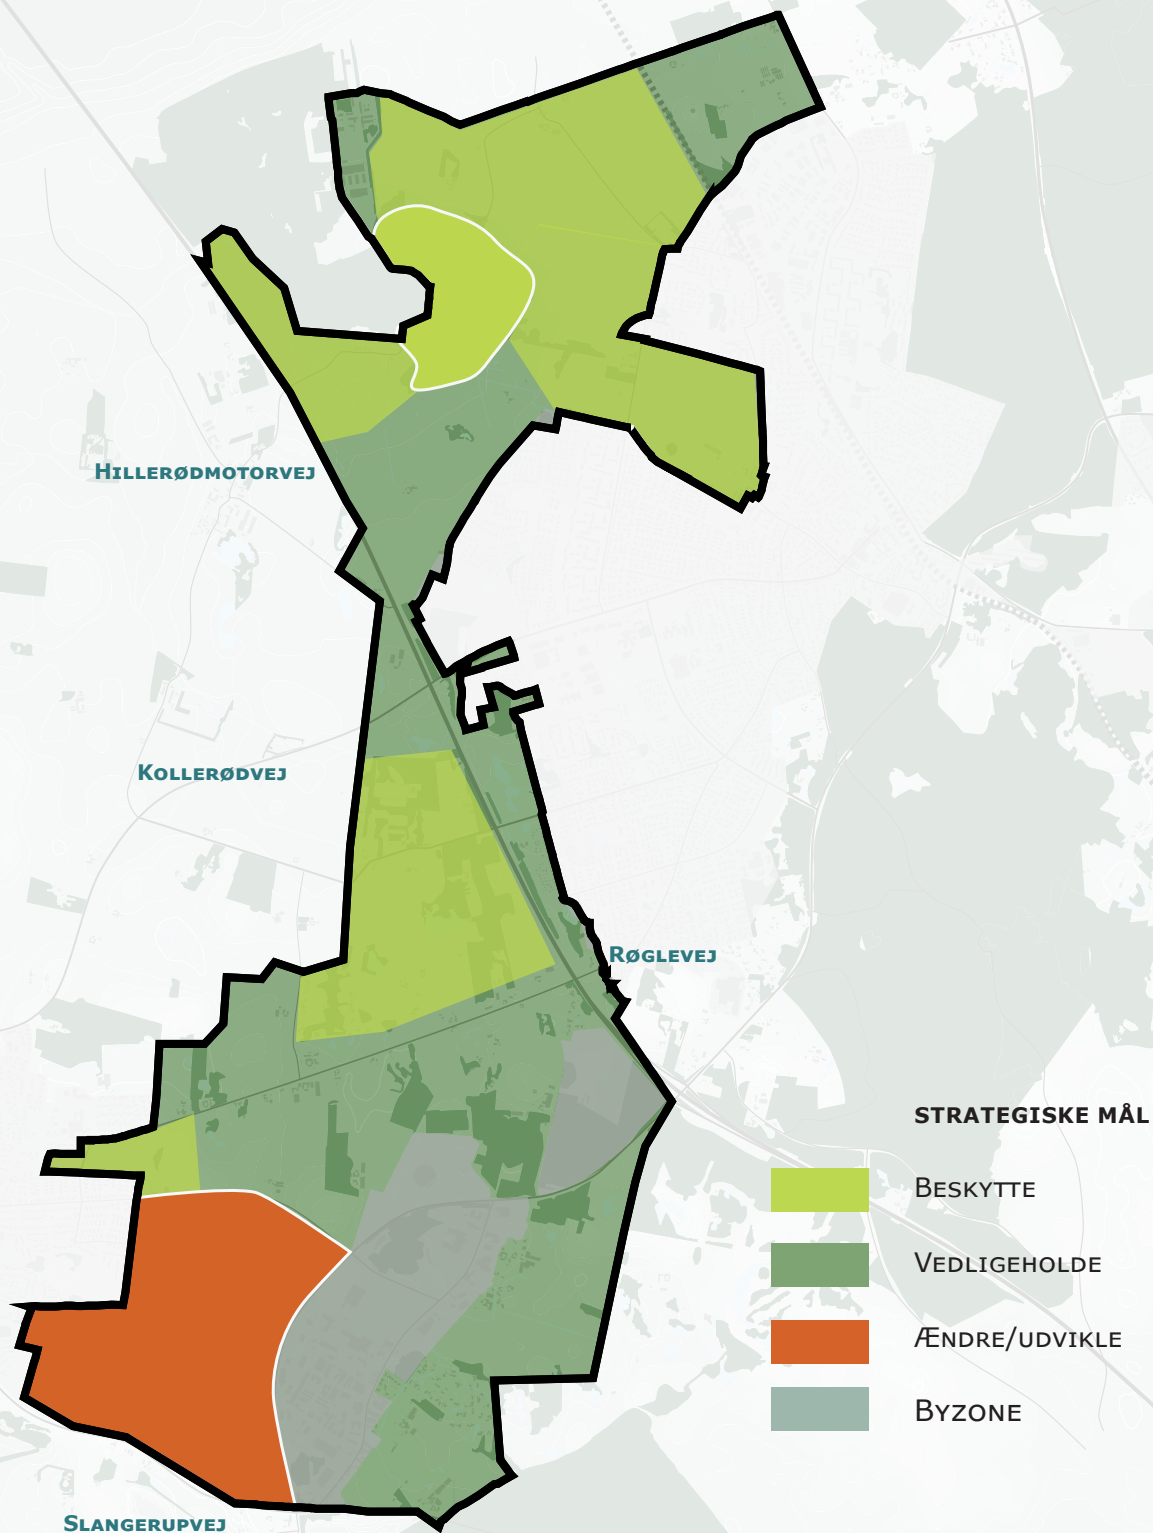 Hillerødmotorvej
Kollerødvej
Røglevej
STRATEGISKE MÅL
Beskytte
Vedligeholde
Ændre/udvikle
Byzone
Slangerupvej